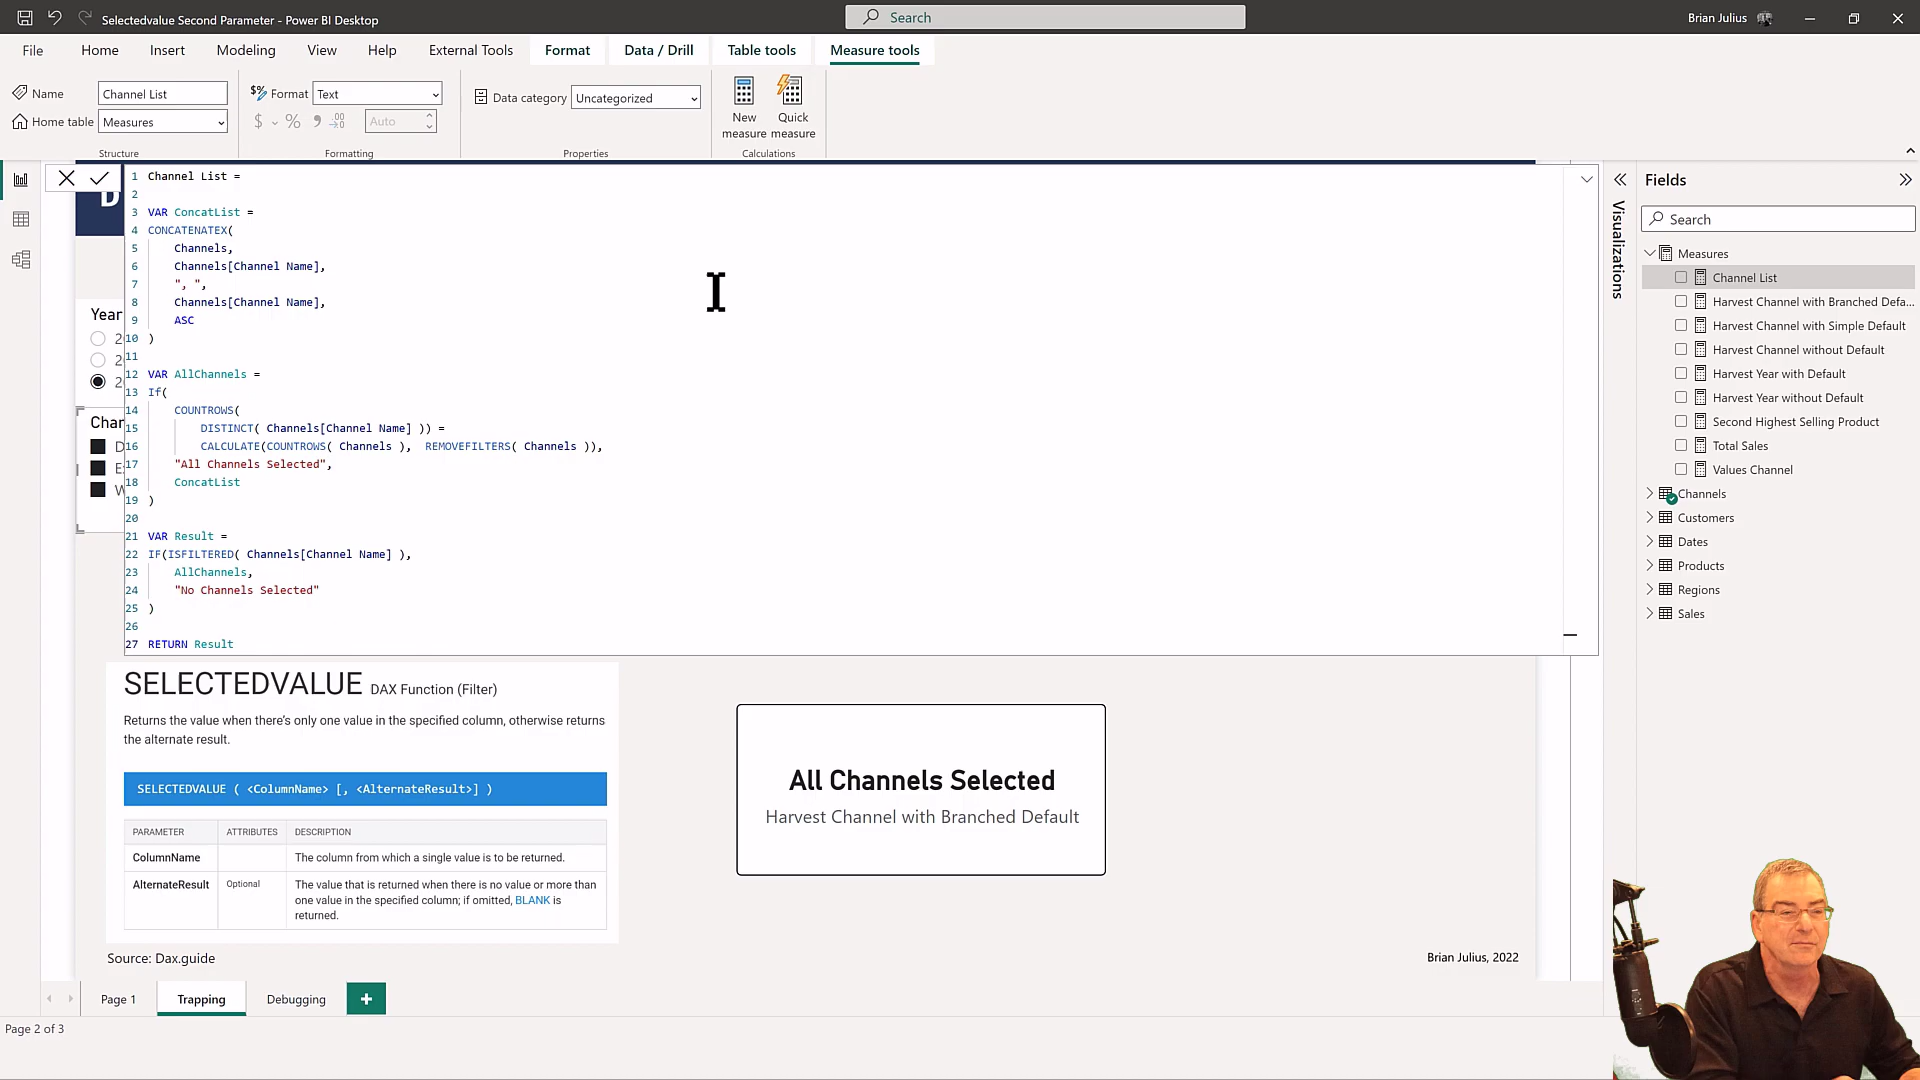 Selectedvalue Second Parameter - Power BI Desktop
Search
Brian Julius
File
Home
Insert
Modeling
View
Help
External Tools
Format
Data / Drill
Table tools
Measure tools
Name
Channel List
Home table
Measures
Structure
Format
Text
Auto
Formatting
Data category
Uncategorized
Properties
New measure
Quick measure
Calculations
1 Channel List =
2
3 VAR ConcatList =
4 CONCATENATEX(
5 Channels,
6 Channels[Channel Name],
7 ", ",
8 Channels[Channel Name],
9 ASC
10 )
11
12 VAR AllChannels =
13 If(
14 COUNTROWS(
15 DISTINCT( Channels[Channel Name] )) =
16 CALCULATE(COUNTROWS( Channels ), REMOVEFILTERS( Channels )),
17 "All Channels Selected",
18 ConcatList
19 )
20
21 VAR Result =
22 IF(ISFILTERED( Channels[Channel Name] ),
23 AllChannels,
24 "No Channels Selected"
25 )
26
27 RETURN Result
D
Year
2
2
2
Char
D
E
W
SELECTEDVALUE DAX Function (Filter)
Returns the value when there's only one value in the specified column, otherwise returns
the alternate result.
SELECTEDVALUE ( <ColumnName> [, <AlternateResult>] )
PARAMETER ATTRIBUTES DESCRIPTION
ColumnName The column from which a single value is to be returned.
AlternateResult Optional The value that is returned when there is no value or more than
one value in the specified column; if omitted, BLANK is
returned.
Source: Dax.guide
All Channels Selected
Harvest Channel with Branched Default
Brian Julius, 2022
Page 1
Trapping
Debugging
+
Page 2 of 3
Visualizations
Fields
Search
Measures
Channel List
Harvest Channel with Branched Defa...
Harvest Channel with Simple Default
Harvest Channel without Default
Harvest Year with Default
Harvest Year without Default
Second Highest Selling Product
Total Sales
Values Channel
Channels
Customers
Dates
Products
Regions
Sales